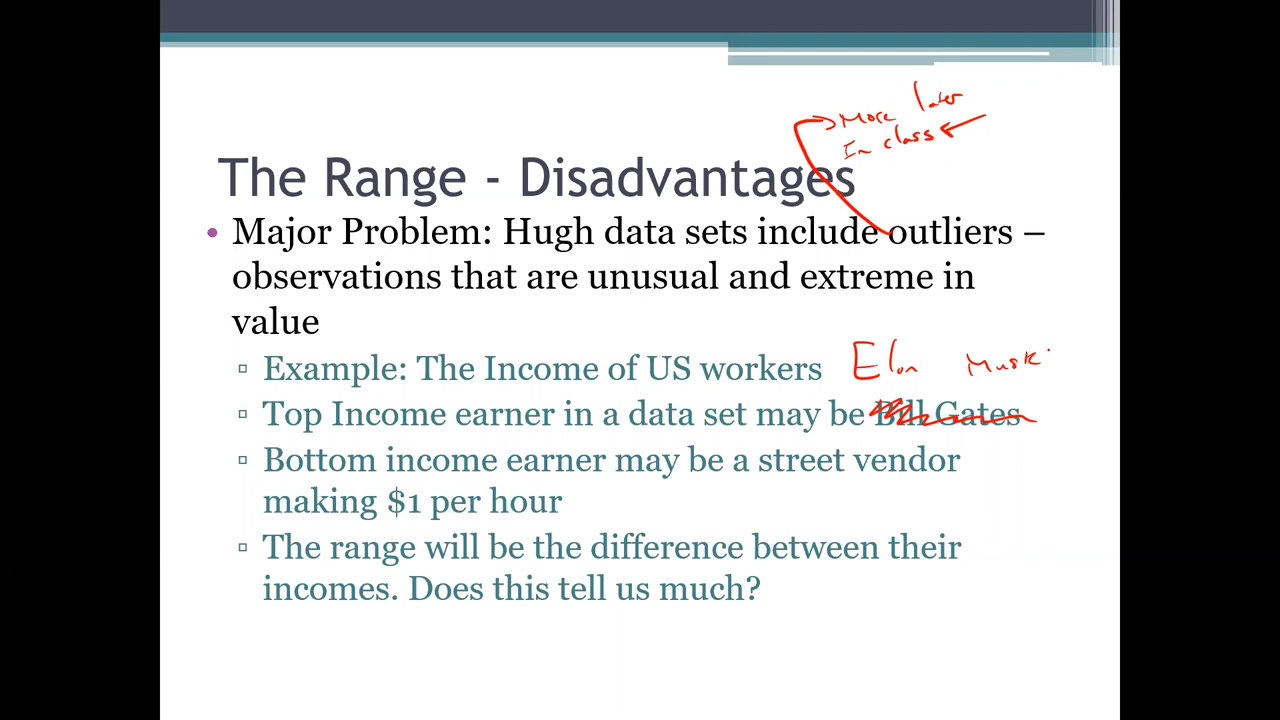 More later
In class
The Range - Disadvantages
• Major Problem: Hugh data sets include outliers –
observations that are unusual and extreme in
value
▫ Example: The Income of US workers Elon Musk
▫ Top Income earner in a data set may be Bill Gates
▫ Bottom income earner may be a street vendor
making $1 per hour
▫ The range will be the difference between their
incomes. Does this tell us much?